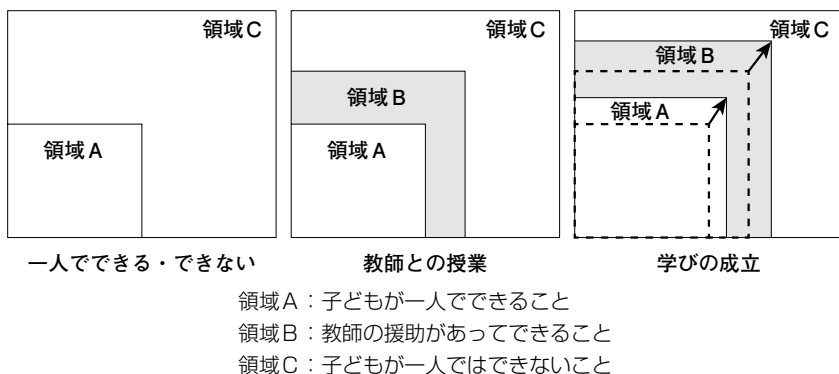 領域C
領域A
一人でできる・できない
領域C
領域B
領域A
教師との授業
領域C
領域B
領域A
学びの成立
領域A：子どもが一人でできること
領域B：教師の援助があってできること
領域C：子どもが一人ではできないこと